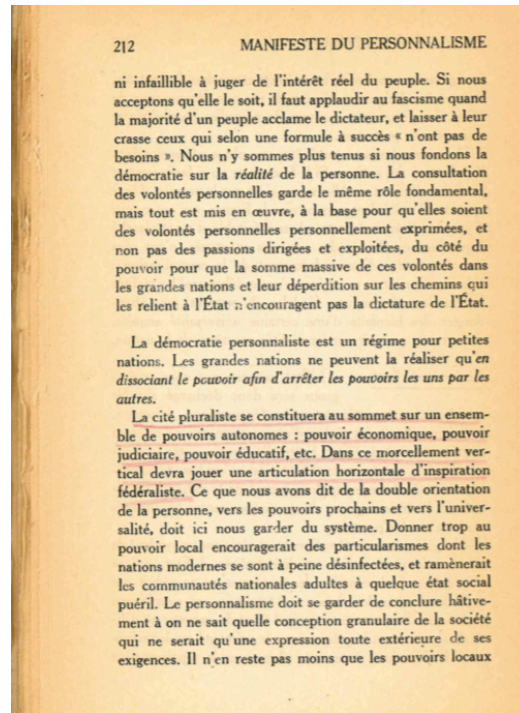 212 MANIFESTE DU PERSONNALISME
ni infaillible à juger de l'intérêt réel du peuple. Si nous
acceptons qu'elle le soit, il faut applaudir au fascisme quand
la majorité d'un peuple acclame le dictateur, et laisser à leur
crasse ceux qui selon une formule à succès « n'ont pas de
besoins ». Nous n'y sommes plus tenus si nous fondons la
démocratie sur la réalité de la personne. La consultation
des volontés personnelles garde le même rôle fondamental,
mais tout est mis en œuvre, à la base pour qu'elles soient
des volontés personnelles personnellement exprimées, et
non pas des passions dirigées et exploitées, du côté du
pouvoir pour que la somme massive de ces volontés dans
les grandes nations et leur déperdition sur les chemins qui
les relient à l'État n'encouragent pas la dictature de l'État.
La démocratie personnaliste est un régime pour petites
nations. Les grandes nations ne peuvent la réaliser qu'en
dissociant le pouvoir afin d'arrêter les pouvoirs les uns par les
autres.
La cité pluraliste se constituera au sommet sur un ensem-
ble de pouvoirs autonomes : pouvoir économique, pouvoir
judiciaire, pouvoir éducatif, etc. Dans ce morcellement ver-
tical devra jouer une articulation horizontale d'inspiration
fédéraliste. Ce que nous avons dit de la double orientation
de la personne, vers les pouvoirs prochains et vers l'univer-
salité, doit ici nous garder du système. Donner trop au
pouvoir local encouragerait des particularismes dont les
nations modernes se sont à peine désinfectées, et ramènerait
les communautés nationales adultes à quelque état social
puéril. Le personnalisme doit se garder de conclure hâtive-
ment à on ne sait quelle conception granulaire de la société
qui ne serait qu'une expression toute extérieure de ses
exigences. Il n'en reste pas moins que les pouvoirs locaux